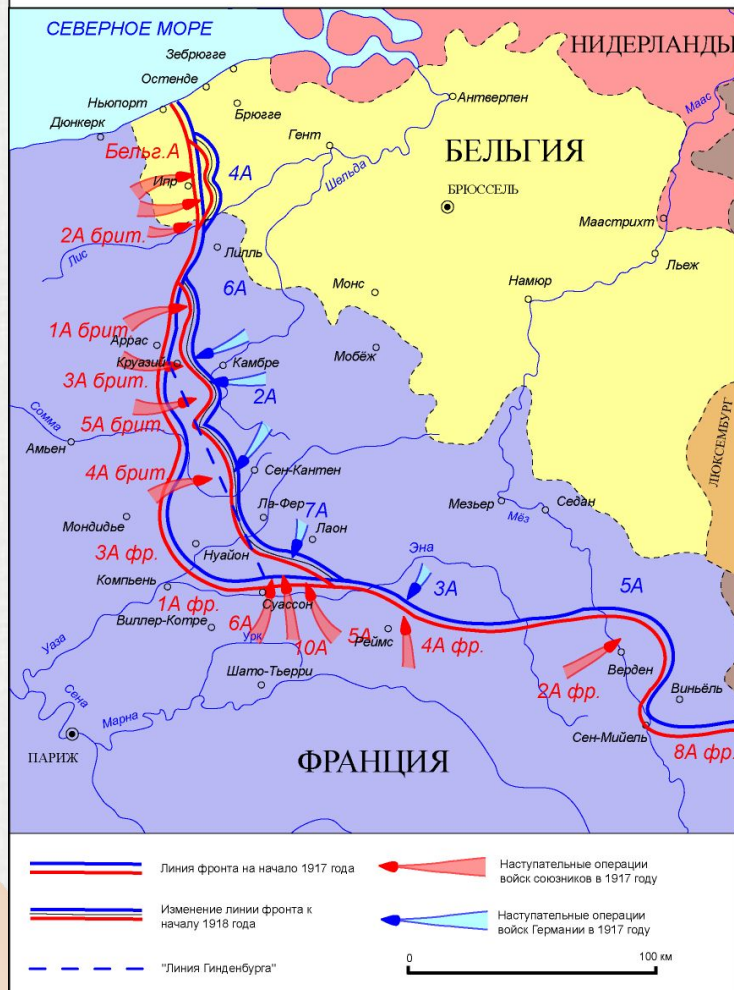 СЕВЕРНОЕ МОРЕ
НИДЕРЛАНДЫ
Зебрюгге
Остенде
Ньюпорт
Дюнкерк
Брюгге
Антверпен
Маас
Гент
Шельда
БЕЛЬГИЯ
БРЮССЕЛЬ
Бельг.А
4А
Ипр
2А брит.
Лис
Лилль
Маастрихт
Льеж
Намюр
6А
Монс
1А брит.
Аррас
Круазий
Камбре
Мобёж
3А брит.
2А
5А брит.
Сомма
Амьен
4А брит.
Сен-Кантен
ЛЮКСЕМБУРГ
Ла-Фер
7А
Лаон
Мезьер
Седан
Мёз
Мондидье
3А фр.
Нуайон
Эна
Компьень
1А фр.
Суассон
3А
5А
Виллер-Котре
6А
Урк
10А
5А
Реймс
4А фр.
Уаза
Шато-Тьерри
2А фр.
Верден
Виньёль
Сена
Марна
Сен-Мийель
ПАРИЖ
ФРАНЦИЯ
8А фр.
Линия фронта на начало 1917 года
Изменение линии фронта к
началу 1918 года
"Линия Гинденбурга"
Наступательные операции
войск союзников в 1917 году
Наступательные операции
войск Германии в 1917 году
0
100 км